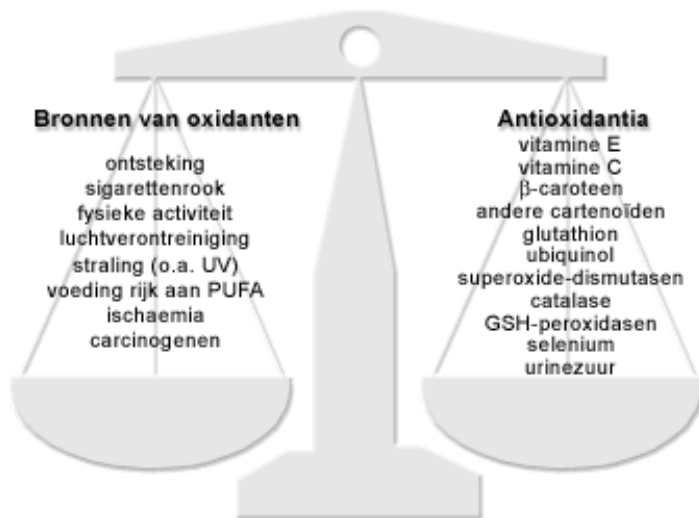 Bronnen van oxidanten
ontsteking
sigarettenrook
fysieke activiteit
luchtverontreiniging
straling (o.a. UV)
voeding rijk aan PUFA
ischaemia
carcinogenen
Antioxidantia
vitamine E
vitamine C
β-caroteen
andere cartenoïden
glutathion
ubiquinol
superoxide-dismutasen
catalase
GSH-peroxidasen
selenium
urinezuur